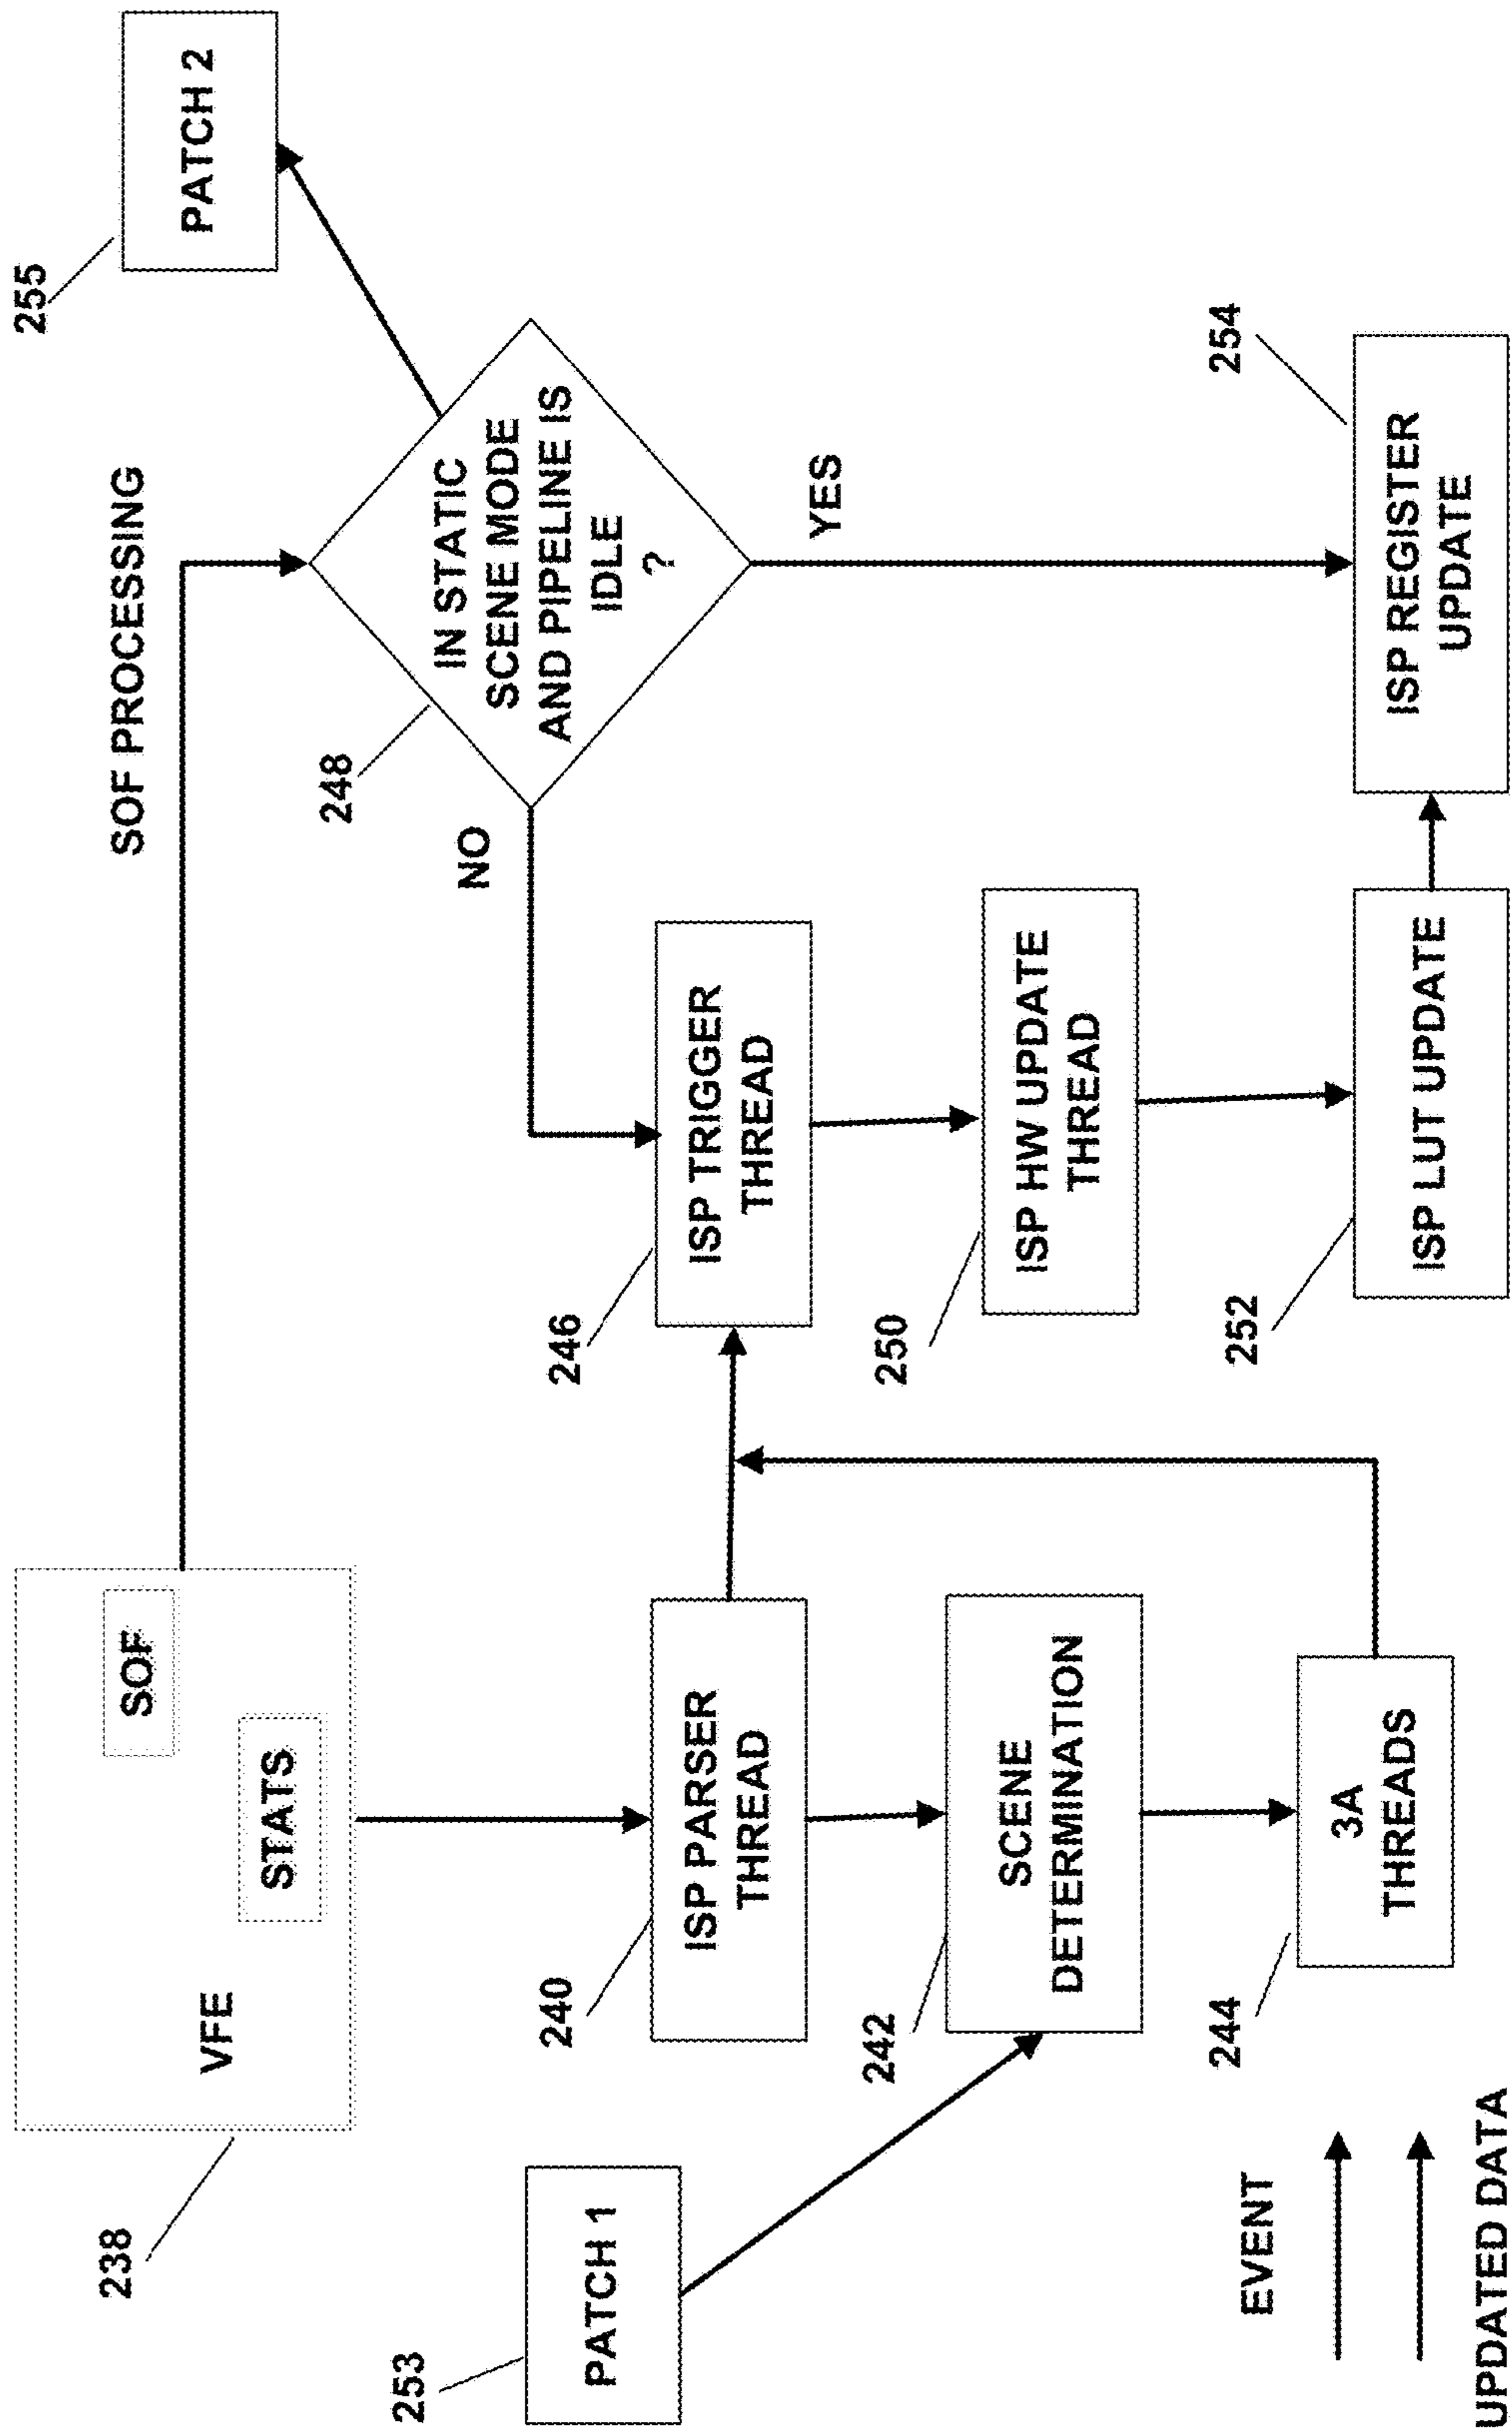 238
VFE
SOF
STATS
SOF PROCESSING
255
PATCH 2
253
PATCH 1
240
ISP PARSER
THREAD
246
ISP TRIGGER
THREAD
NO
248
IN STATIC
SCENE MODE
AND PIPELINE IS
IDLE
?
YES
242
SCENE
DETERMINATION
250
ISP HW UPDATE
THREAD
244
3A
THREADS
252
ISP LUT UPDATE
254
ISP REGISTER
UPDATE
EVENT
UPDATED DATA